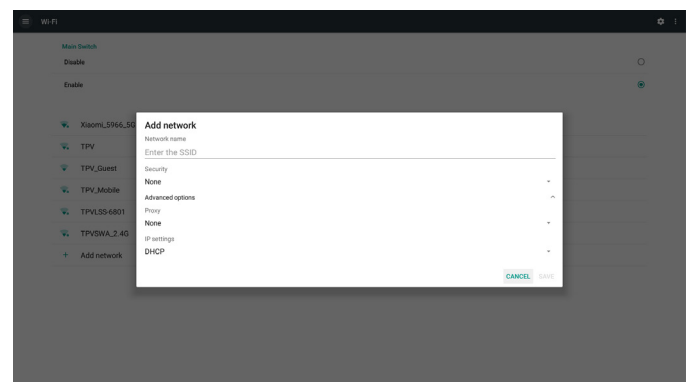 Wi-Fi
Main Switch
Disable
Enable
Xiaomi_5966_5G
TPV
TPV_Guest
TPV_Mobile
TPVLSS-6801
TPVSWA_2.4G
Add network
Add network
Network name
Enter the SSID
Security
None
Advanced options
Proxy
None
IP settings
DHCP
CANCEL SAVE